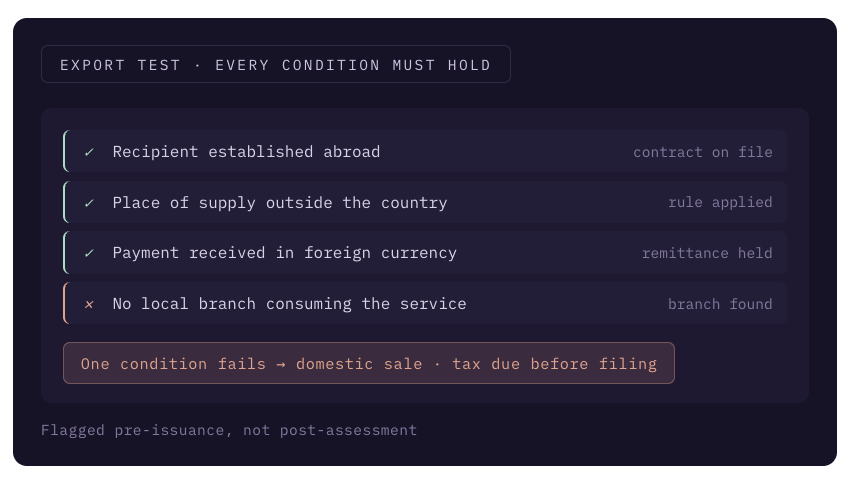 EXPORT TEST · EVERY CONDITION MUST HOLD
✓ Recipient established abroad contract on file
✓ Place of supply outside the country rule applied
✓ Payment received in foreign currency remittance held
× No local branch consuming the service branch found
One condition fails → domestic sale · tax due before filing
Flagged pre-issuance, not post-assessment